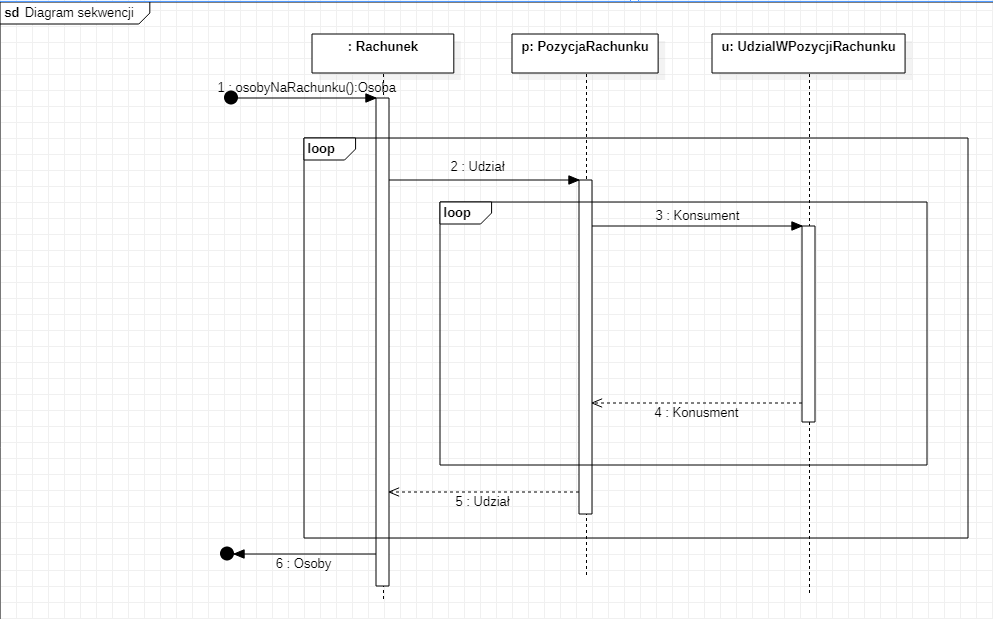 sd Diagram sekwencji
: Rachunek
p: PozycjaRachunku
u: UdzialWPozycjiRachunku
1 : osobyNaRachunku():Osoba
loop
2 : Udział
loop
3 : Konsument
4 : Konusment
5 : Udział
6 : Osoby